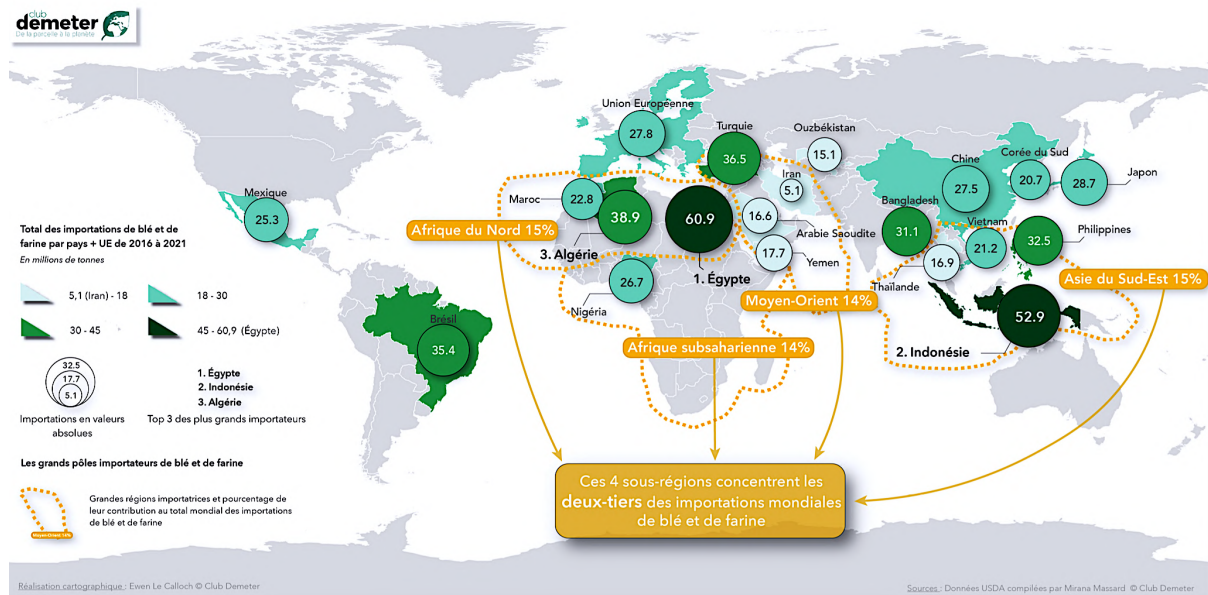 club
demeter
De la parcelle à la planète
Total des importations de blé et de
farine par pays + UE de 2016 à 2021
En millions de tonnes
5,1 (Iran) - 18
18 - 30
30 - 45
45 - 60,9 (Égypte)
32.5
17.7
5.1
Importations en valeurs
absolues
1. Égypte
2. Indonésie
3. Algérie
Top 3 des plus grands importateurs
Les grands pôles importateurs de blé et de farine
Grandes régions importatrices et pourcentage de
leur contribution au total mondial des importations
de blé et de farine
Moyen-Orient 14%
Mexique
25.3
Brésil
35.4
Union Européenne
27.8
Turquie
36.5
Ouzbékistan
15.1
Iran
5.1
Maroc
22.8
38.9
3. Algérie
60.9
1. Égypte
16.6
Arabie Saoudite
17.7
Yemen
26.7
Nigéria
Chine
27.5
Corée du Sud
20.7
28.7
Japon
Bangladesh
31.1
Vietnam
21.2
32.5
Philippines
16.9
Thaïlande
52.9
2. Indonésie
Afrique du Nord 15%
Moyen-Orient 14%
Afrique subsaharienne 14%
Asie du Sud-Est 15%
Ces 4 sous-régions concentrent les
deux-tiers des importations mondiales
de blé et de farine
Réalisation cartographique : Ewen Le Calloch © Club Demeter
Sources : Données USDA compilées par Mirana Massard © Club Demeter